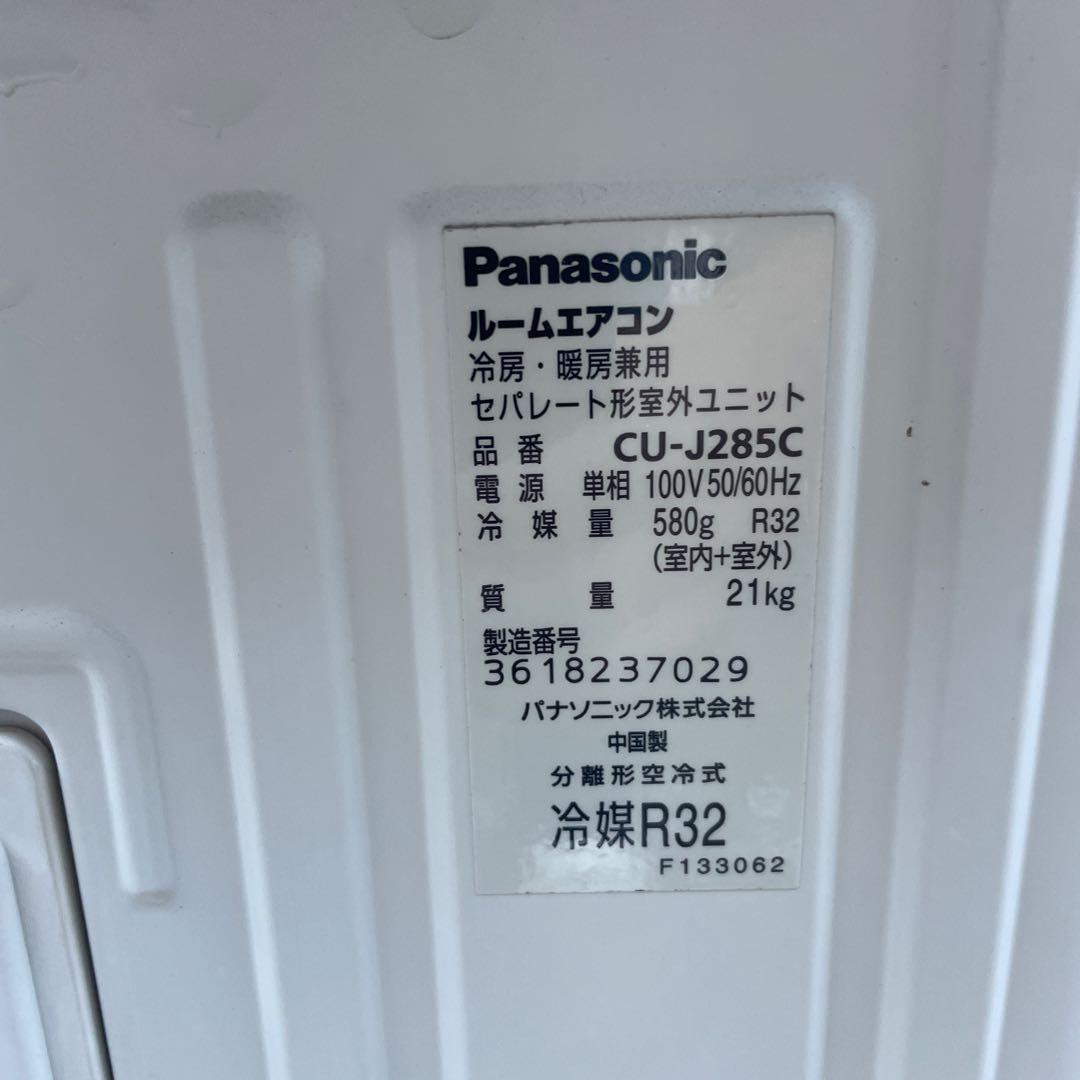 Panasonic
ルームエアコン
冷房・暖房兼用
セパレート形室外ユニット
品番 CU-J285C
電源 単相 100V 50/60Hz
冷媒量 580g R32
(室内+室外)
質量 21kg
製造番号
3618237029
パナソニック株式会社
中国製
分離形空冷式
冷媒R32
F133062